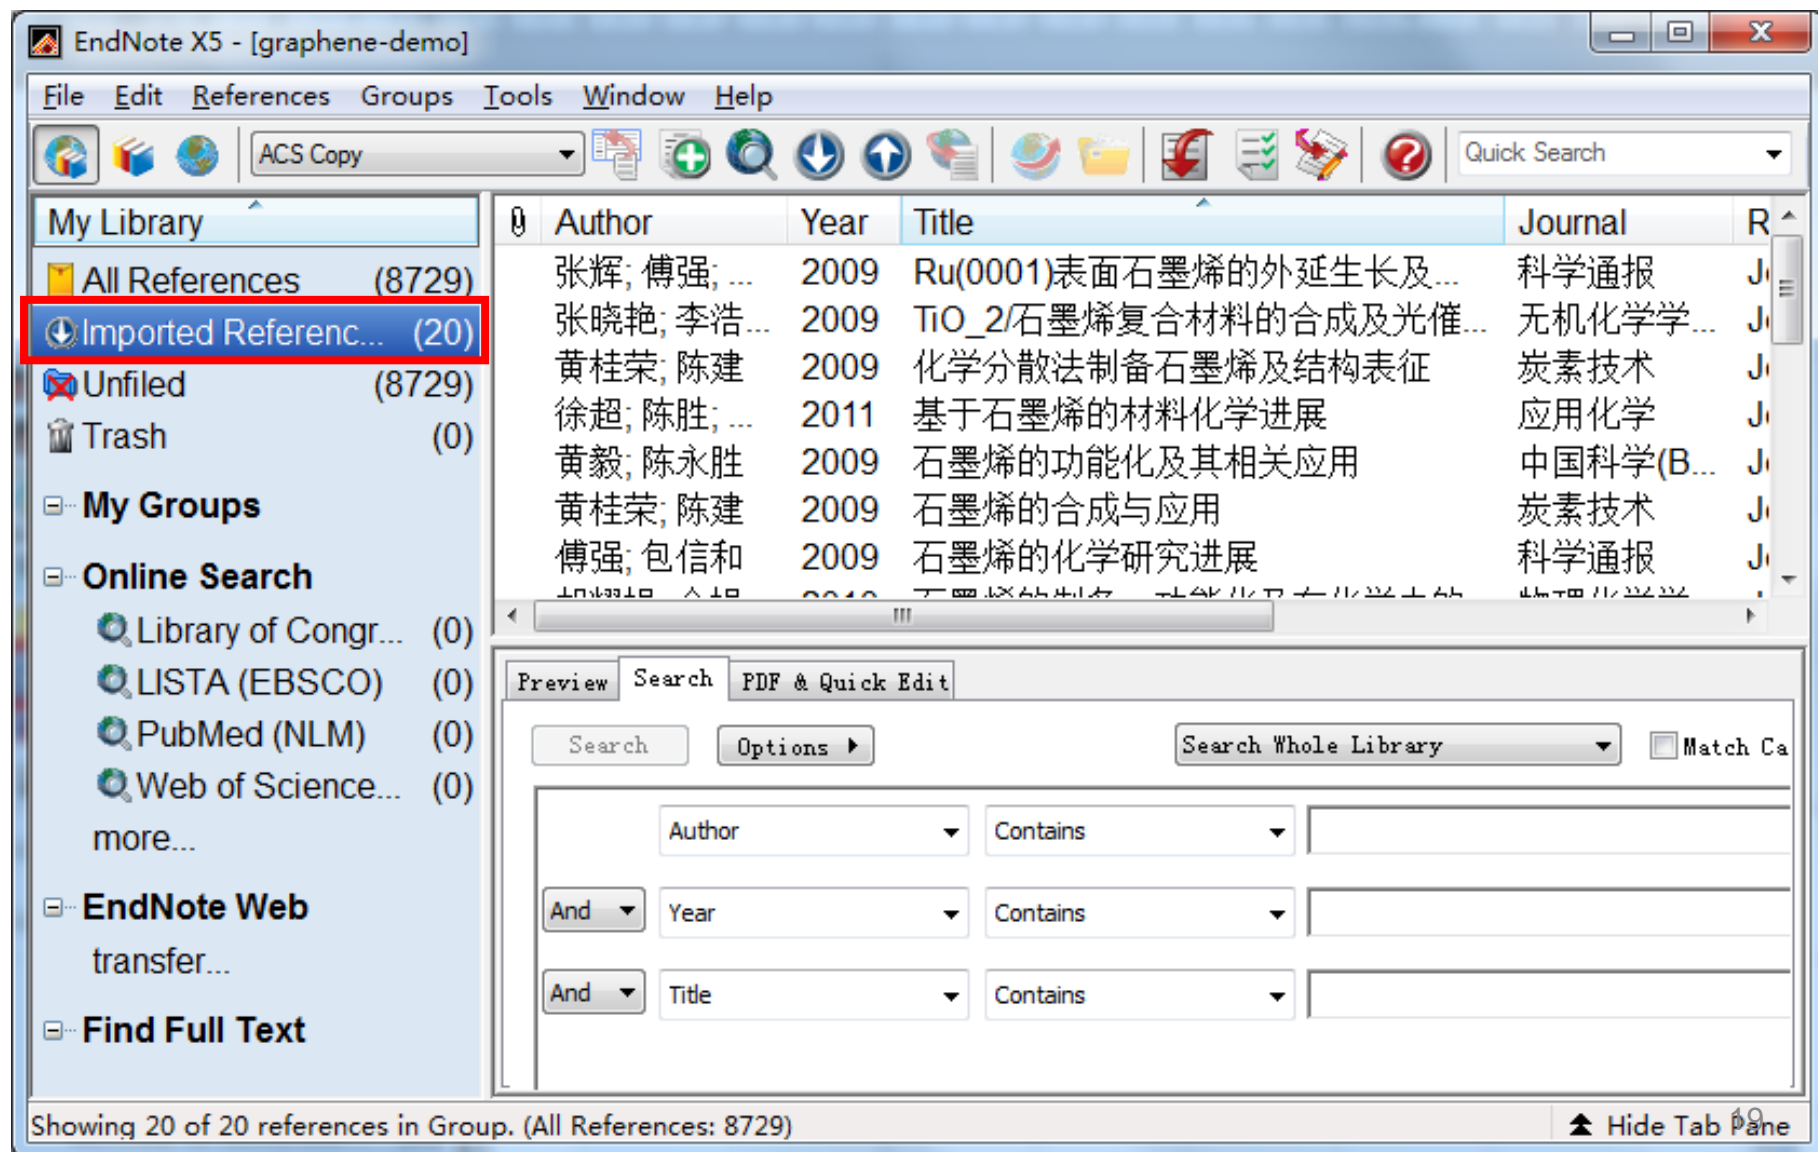 EndNote X5 - [graphene-demo]
File Edit References Groups Tools Window Help
ACS Copy Quick Search
My Library
All References (8729)
Imported Referenc... (20)
Unfiled (8729)
Trash (0)
My Groups
Online Search
Library of Congr... (0)
LISTA (EBSCO) (0)
PubMed (NLM) (0)
Web of Science... (0)
more...
EndNote Web
transfer...
Find Full Text
Author Year Title Journal R
张辉; 傅强; ... 2009 Ru(0001)表面石墨烯的外延生长及... 科学通报 J
张晓艳; 李浩... 2009 TiO_2/石墨烯复合材料的合成及光催... 无机化学学... J
黄桂荣; 陈建 2009 化学分散法制备石墨烯及结构表征 炭素技术 J
徐超; 陈胜; ... 2011 基于石墨烯的材料化学进展 应用化学 J
黄毅; 陈永胜 2009 石墨烯的功能化及其相关应用 中国科学(B... J
黄桂荣; 陈建 2009 石墨烯的合成与应用 炭素技术 J
傅强; 包信和 2009 石墨烯的化学研究进展 科学通报 J
Preview Search PDF & Quick Edit
Search Options Search Whole Library Match Ca
Author Contains
And Year Contains
And Title Contains
Showing 20 of 20 references in Group. (All References: 8729) Hide Tab Pane
19